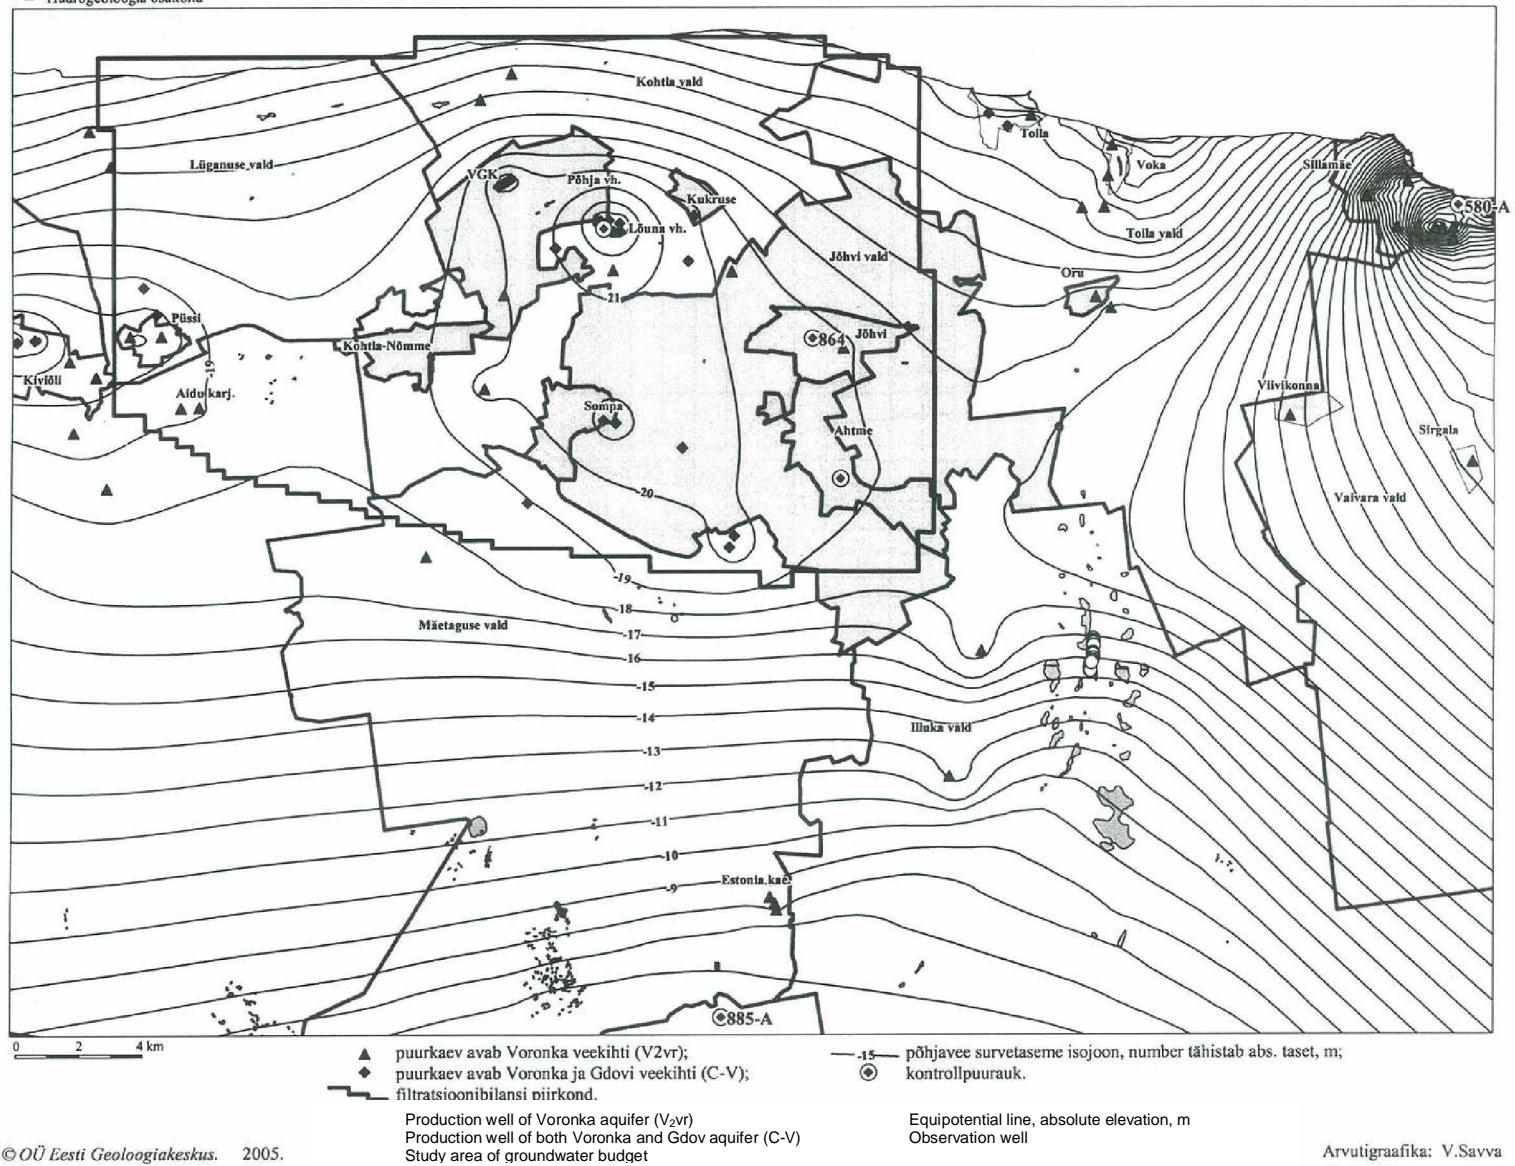 Hüdrogeoloogia osakond
Kohtla vald
Toila
Lüganuse vald
Voka
Sillamäe
VGK
Põhja vh.
Kukruse
580-A
Lõuna vh.
Toila vald
Jõhvi vald
Oru
21
Püssi
864
Jõhvi
Kohtla-Nõmme
-19
Kiviõli
Aidu karj.
Viivikonna
Sompa
Ahtme
Sirgala
-20
Vaivara vald
-19
-18
Mäetaguse vald
-17
-16
-15
-14
Illuka vald
-13
-12
-11
-10
Estonia kae.
-9
885-A
0 2 4 km
puurkaev avab Voronka veekihti (V2vr);
-15 põhjavee survetaseme isojoon, number tähistab abs. taset, m;
puurkaev avab Voronka ja Gdovi veekihti (C-V);
kontrollpuurauk.
filtratsioonibilansi piirkond.
Production well of Voronka aquifer (V₂vr)
Equipotential line, absolute elevation, m
Production well of both Voronka and Gdov aquifer (C-V)
Observation well
Study area of groundwater budget
© OÜ Eesti Geoloogiakeskus. 2005.
Arvutigraafika: V.Savva